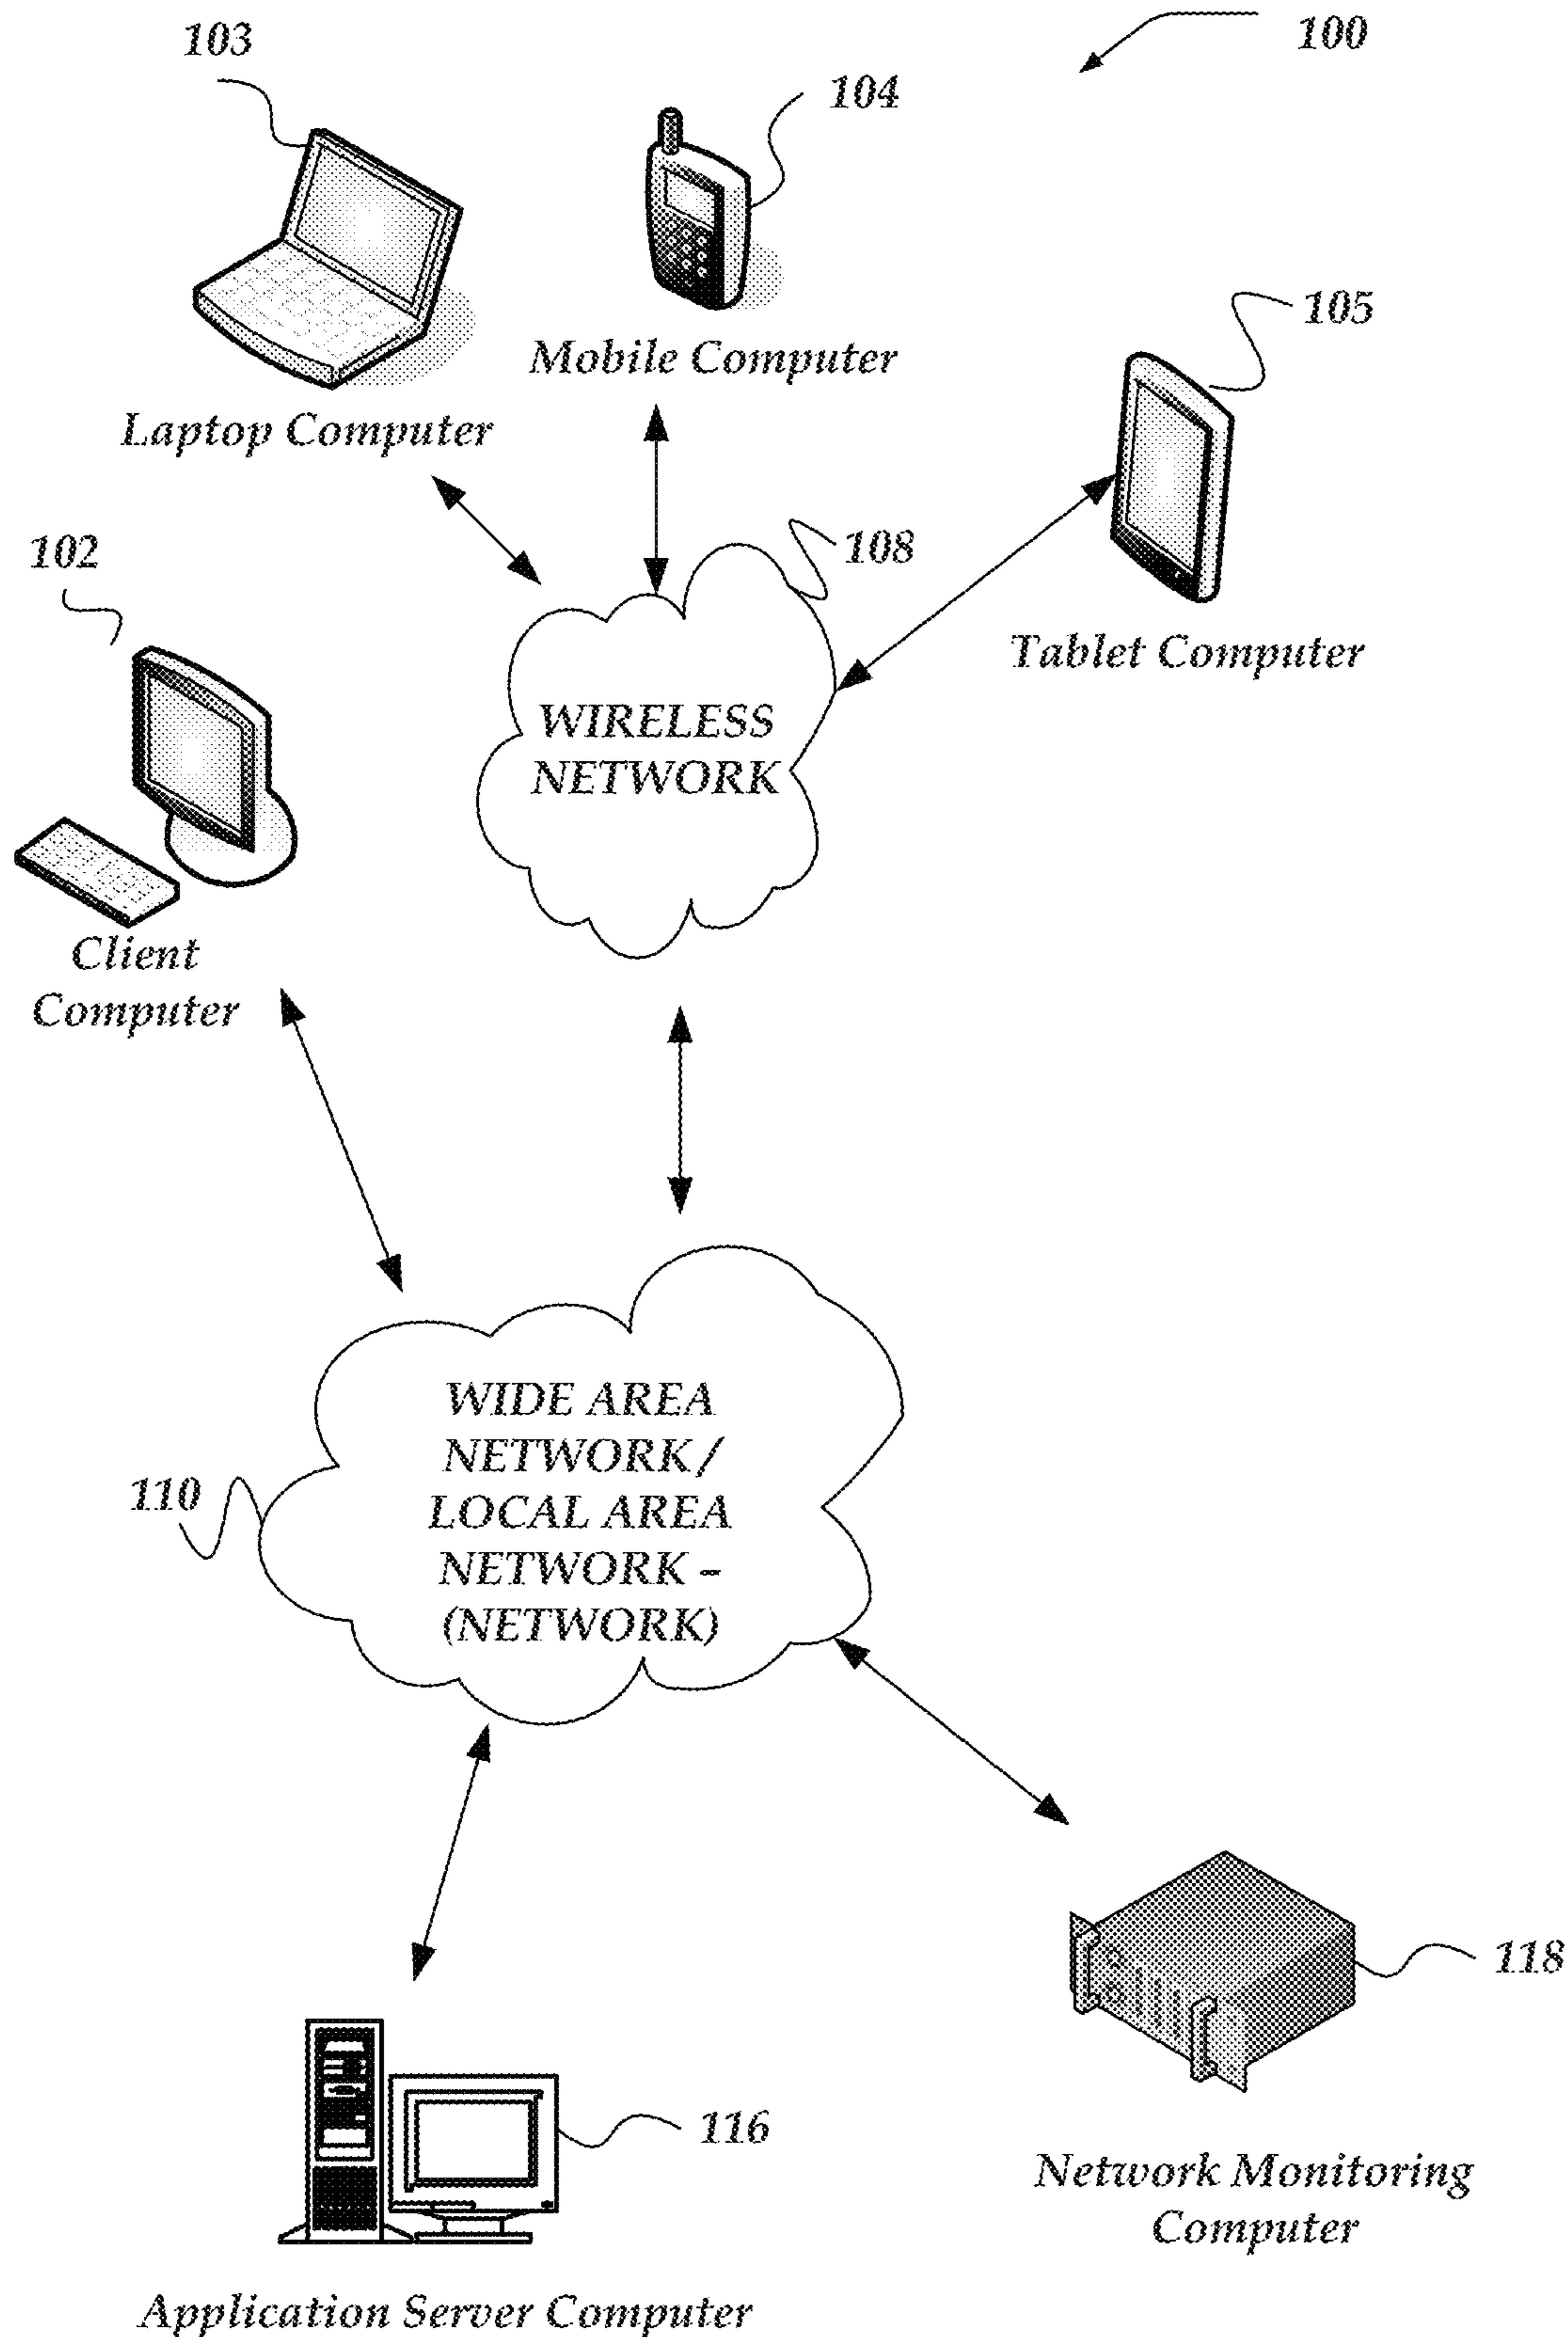 100
103
104
Mobile Computer
Laptop Computer
105
Tablet Computer
102
108
WIRELESS
NETWORK
Client
Computer
WIDE AREA
NETWORK /
LOCAL AREA
NETWORK –
(NETWORK)
110
118
Network Monitoring
Computer
116
Application Server Computer